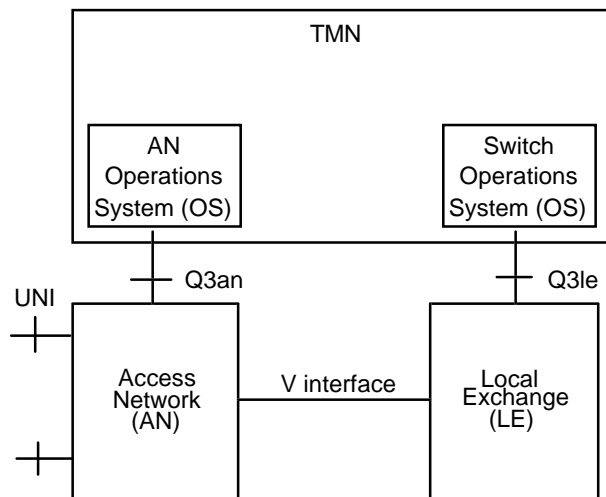 TMN
AN
Operations
System (OS)
Switch
Operations
System (OS)
Q3an
Q3le
UNI
Access
Network
(AN)
V interface
Local
Exchange
(LE)